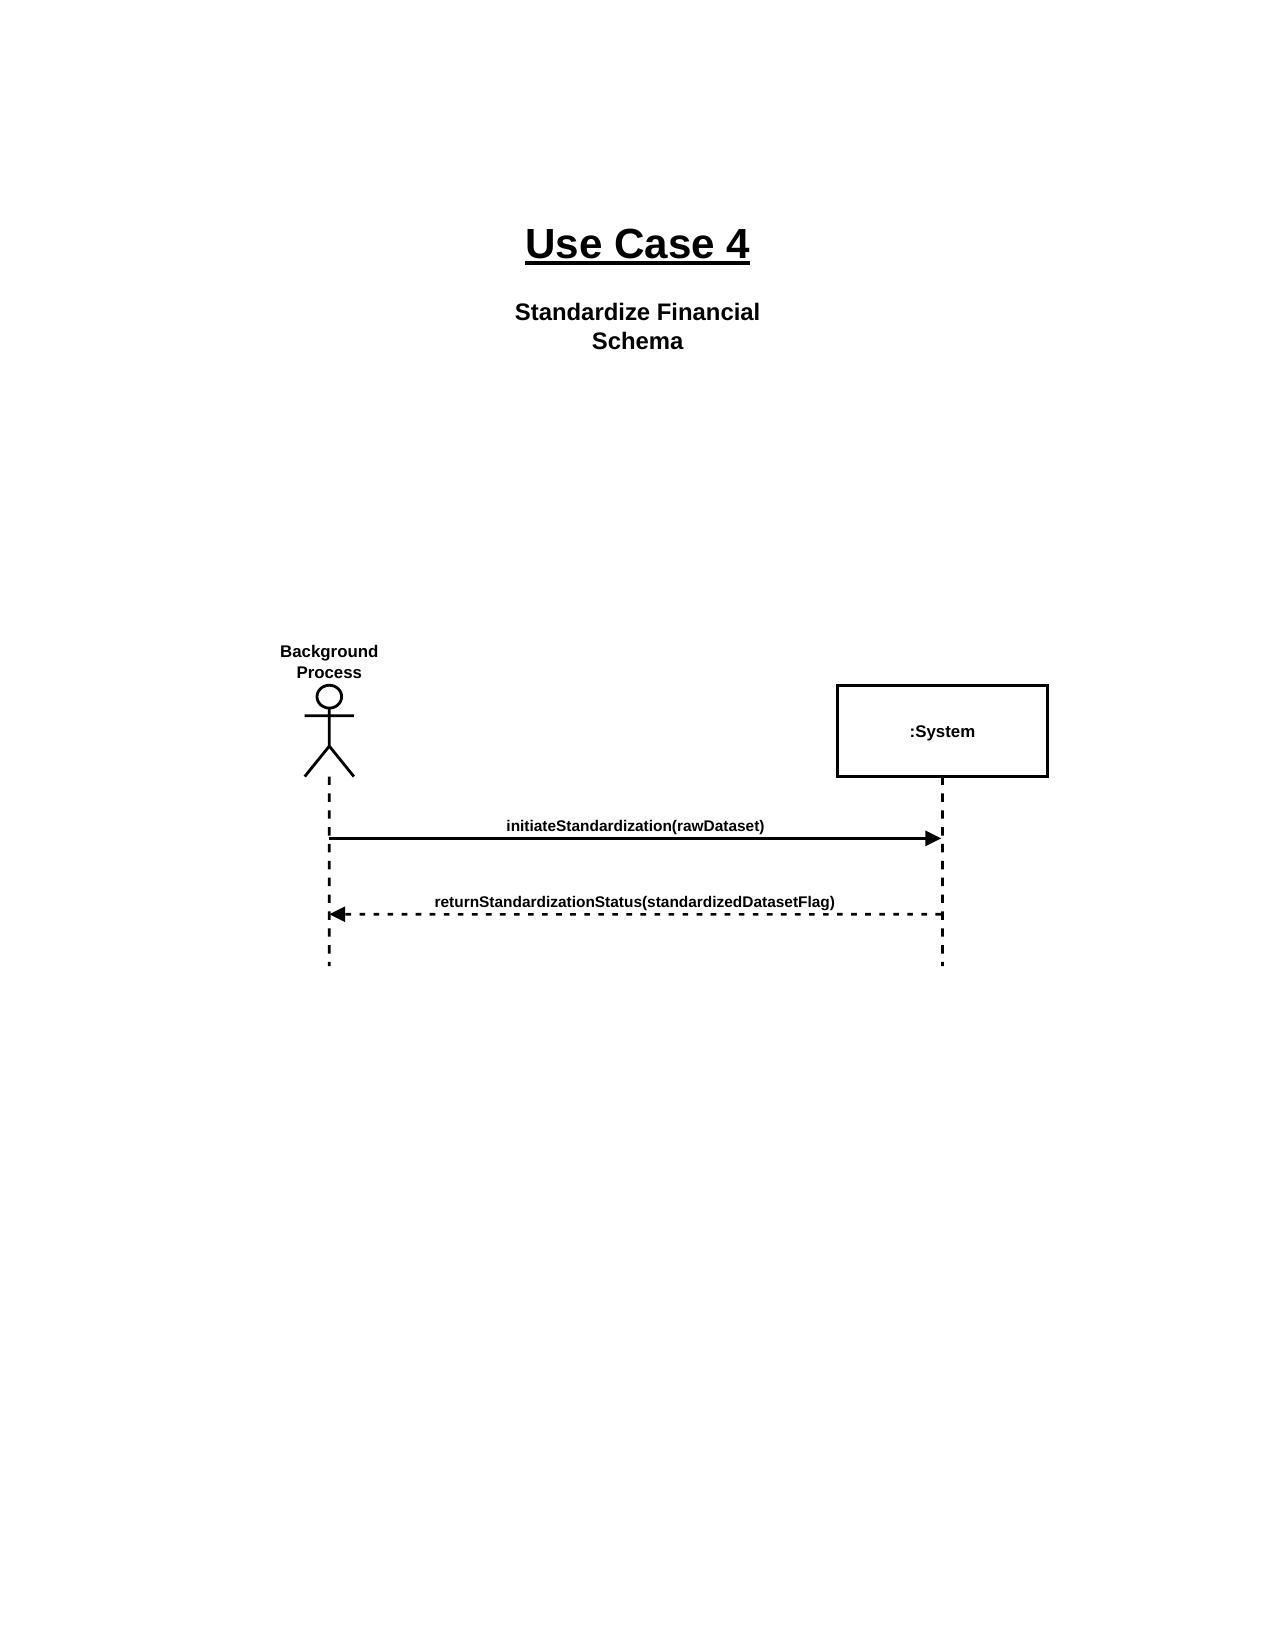 Use Case 4
Standardize Financial
Schema
Background
Process
:System
initiateStandardization(rawDataset)
returnStandardizationStatus(standardizedDatasetFlag)